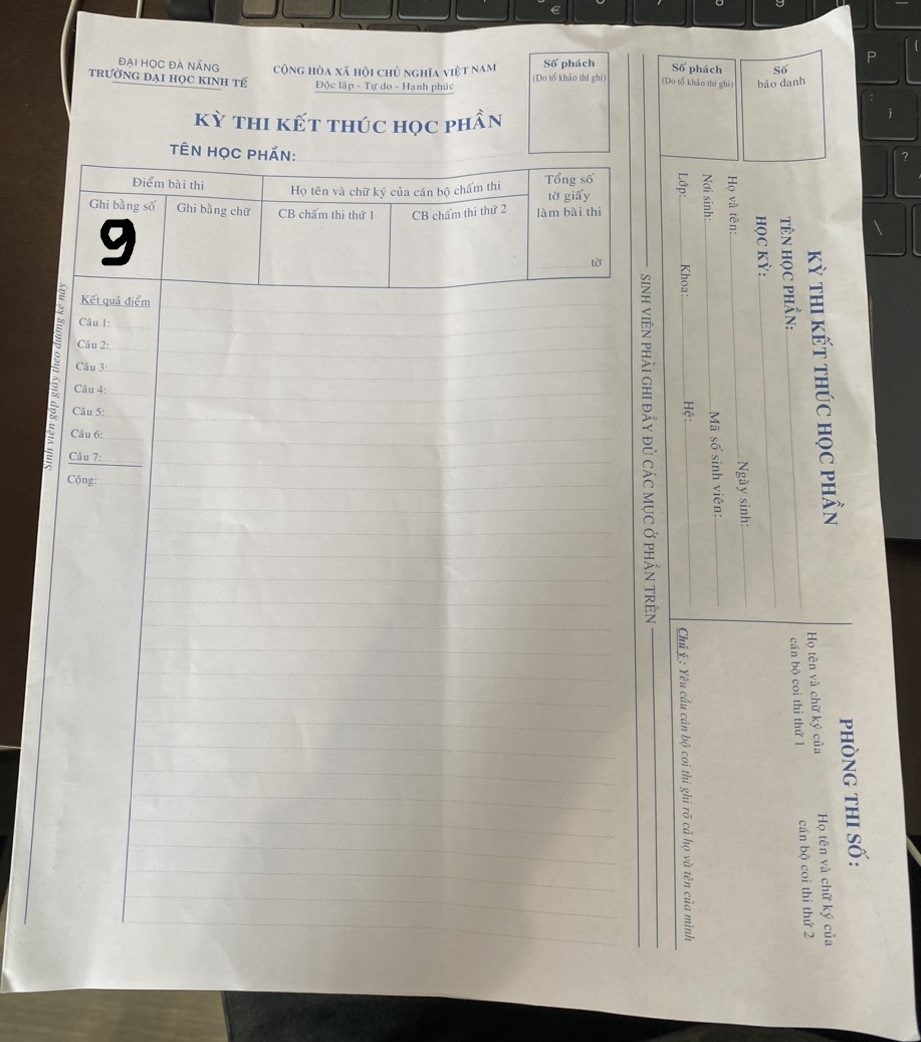 ĐẠI HỌC ĐÀ NẴNG
TRƯỜNG ĐẠI HỌC KINH TẾ
CỘNG HÒA XÃ HỘI CHỦ NGHĨA VIỆT NAM
Độc lập - Tự do - Hạnh phúc
KỲ THI KẾT THÚC HỌC PHẦN
TÊN HỌC PHẦN:
Số phách
(Do tổ khảo thí ghi)
Điểm bài thi
Họ tên và chữ ký của cán bộ chấm thi
Tổng số
tờ giấy
làm bài thi
Ghi bằng số
Ghi bằng chữ
CB chấm thi thứ 1
CB chấm thi thứ 2
9
tờ
Kết quả điểm
Câu 1:
Câu 2:
Câu 3:
Câu 4:
Câu 5:
Câu 6:
Câu 7:
Cộng:
Sinh viên gấp giấy thi theo đường kẻ này
SINH VIÊN PHẢI GHI ĐẦY ĐỦ CÁC MỤC Ở PHẦN TRÊN
Số phách
(Do tổ khảo thí ghi)
Số
báo danh
KỲ THI KẾT THÚC HỌC PHẦN
TÊN HỌC PHẦN:
HỌC KỲ:
Họ và tên: Ngày sinh:
Nơi sinh: Mã số sinh viên:
Lớp: Khoa: Hệ:
PHÒNG THI SỐ:
Họ tên và chữ ký của
cán bộ coi thi thứ 1
Họ tên và chữ ký của
cán bộ coi thi thứ 2
Chú ý : Yêu cầu cán bộ coi thi ghi rõ cả họ và tên của mình